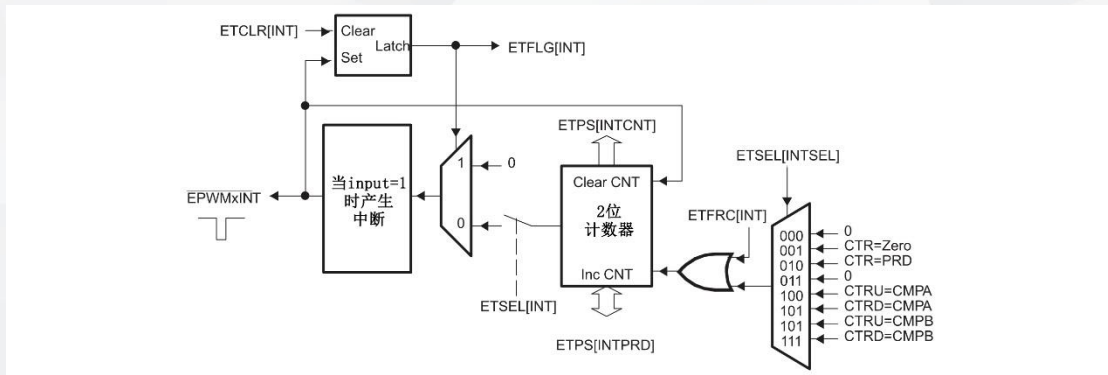 ETCLR[INT]
Clear
Latch
Set
ETFLG[INT]
ETPS[INTCNT]
ETSEL[INTSEL]
1
0
当input=1
时产生
中断
EPWMxINT
Clear CNT
2位
计数器
ETFRC[INT]
0
Inc CNT
ETSEL[INT]
ETPS[INTPRD]
000
0
001
CTR=Zero
010
CTR=PRD
011
0
100
CTRU=CMPA
101
CTRD=CMPA
101
CTRU=CMPB
111
CTRD=CMPB